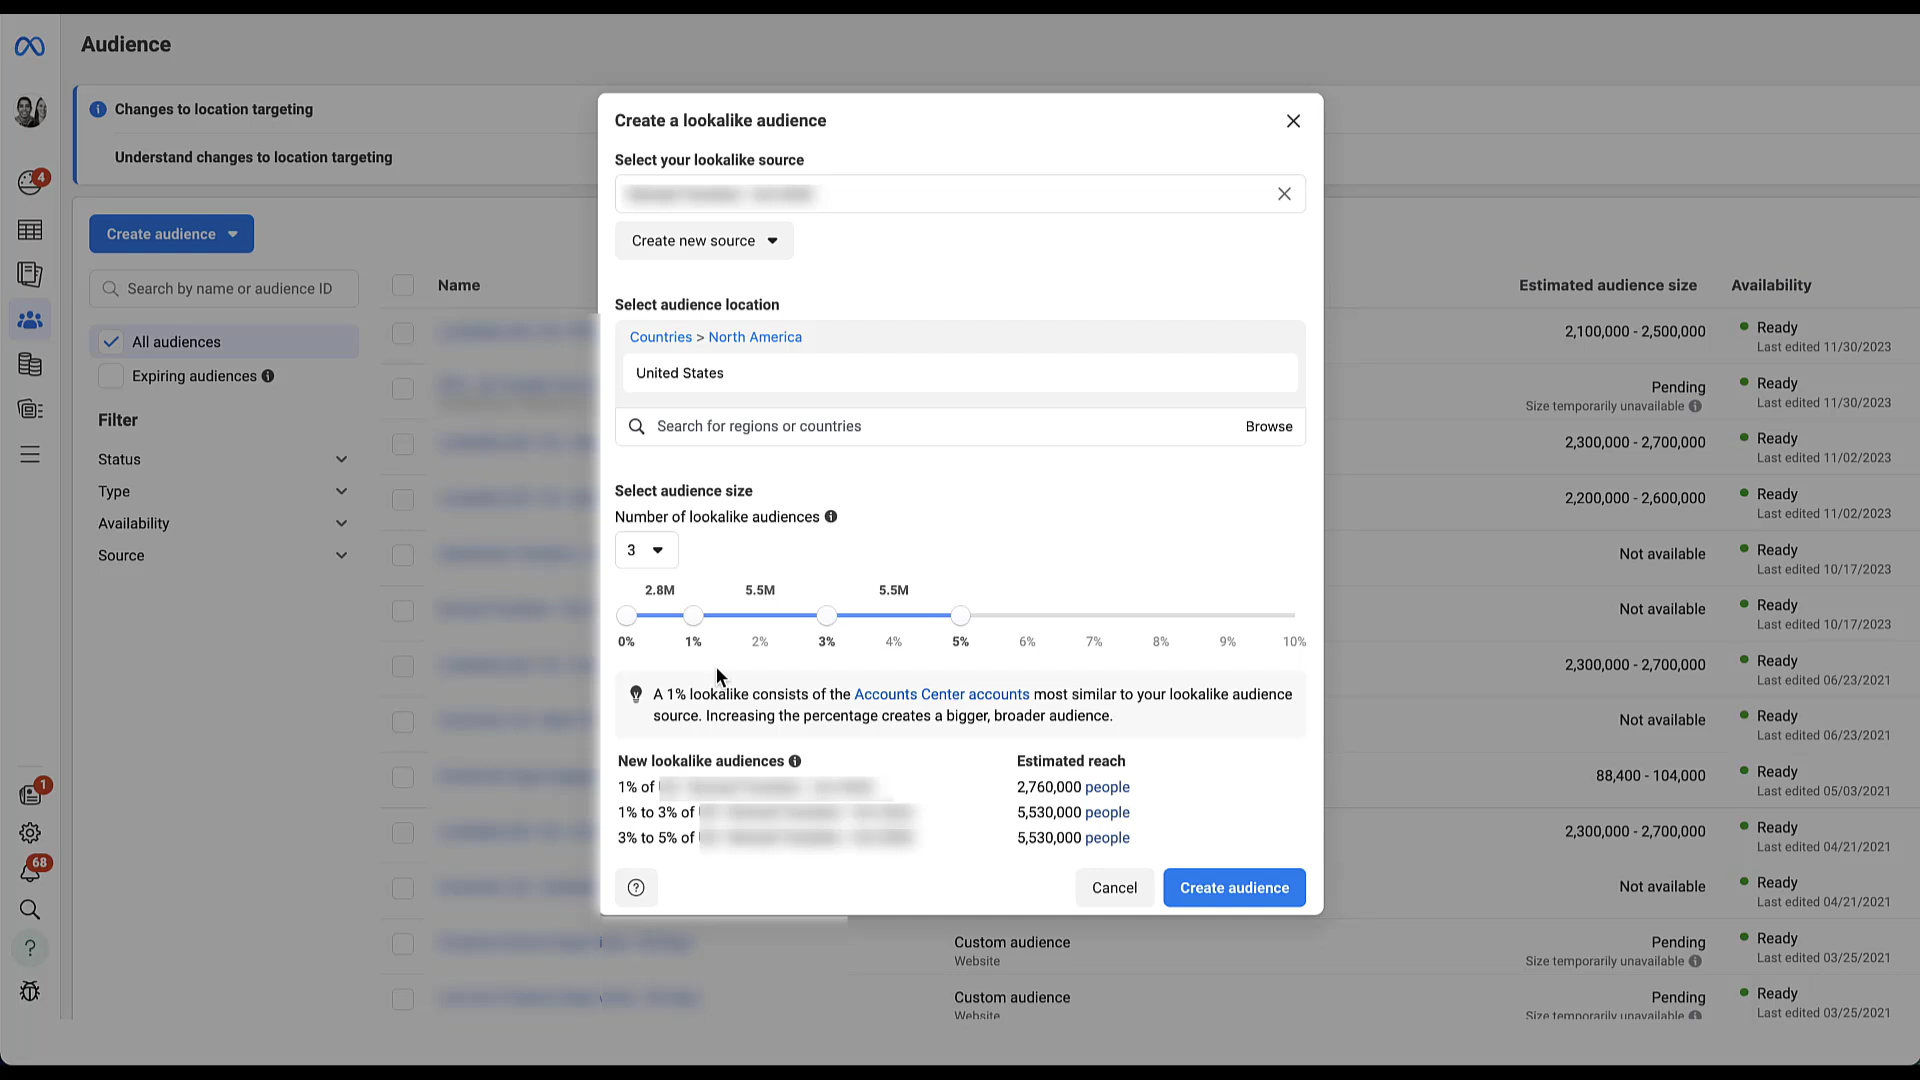 Audience
Changes to location targeting
Understand changes to location targeting
4
Create audience
Search by name or audience ID
All audiences
Expiring audiences
Filter
Status
Type
Availability
Source
1
68
?
Name
Estimated audience size
Availability
2,100,000 - 2,500,000
Ready
Last edited 11/30/2023
Pending
Size temporarily unavailable
Ready
Last edited 11/30/2023
2,300,000 - 2,700,000
Ready
Last edited 11/02/2023
2,200,000 - 2,600,000
Ready
Last edited 11/02/2023
Not available
Ready
Last edited 10/17/2023
Not available
Ready
Last edited 10/17/2023
2,300,000 - 2,700,000
Ready
Last edited 06/23/2021
Not available
Ready
Last edited 06/23/2021
88,400 - 104,000
Ready
Last edited 05/03/2021
2,300,000 - 2,700,000
Ready
Last edited 04/21/2021
Not available
Ready
Last edited 04/21/2021
Custom audience
Website
Pending
Size temporarily unavailable
Ready
Last edited 03/25/2021
Custom audience
Website
Pending
Size temporarily unavailable
Ready
Last edited 03/25/2021
Create a lookalike audience
Select your lookalike source
Create new source
Select audience location
Countries > North America
United States
Search for regions or countries
Browse
Select audience size
Number of lookalike audiences
3
2.8M 5.5M 5.5M
0% 1% 2% 3% 4% 5% 6% 7% 8% 9% 10%
A 1% lookalike consists of the Accounts Center accounts most similar to your lookalike audience
source. Increasing the percentage creates a bigger, broader audience.
New lookalike audiences Estimated reach
1% of 2,760,000 people
1% to 3% of 5,530,000 people
3% to 5% of 5,530,000 people
?
Cancel
Create audience